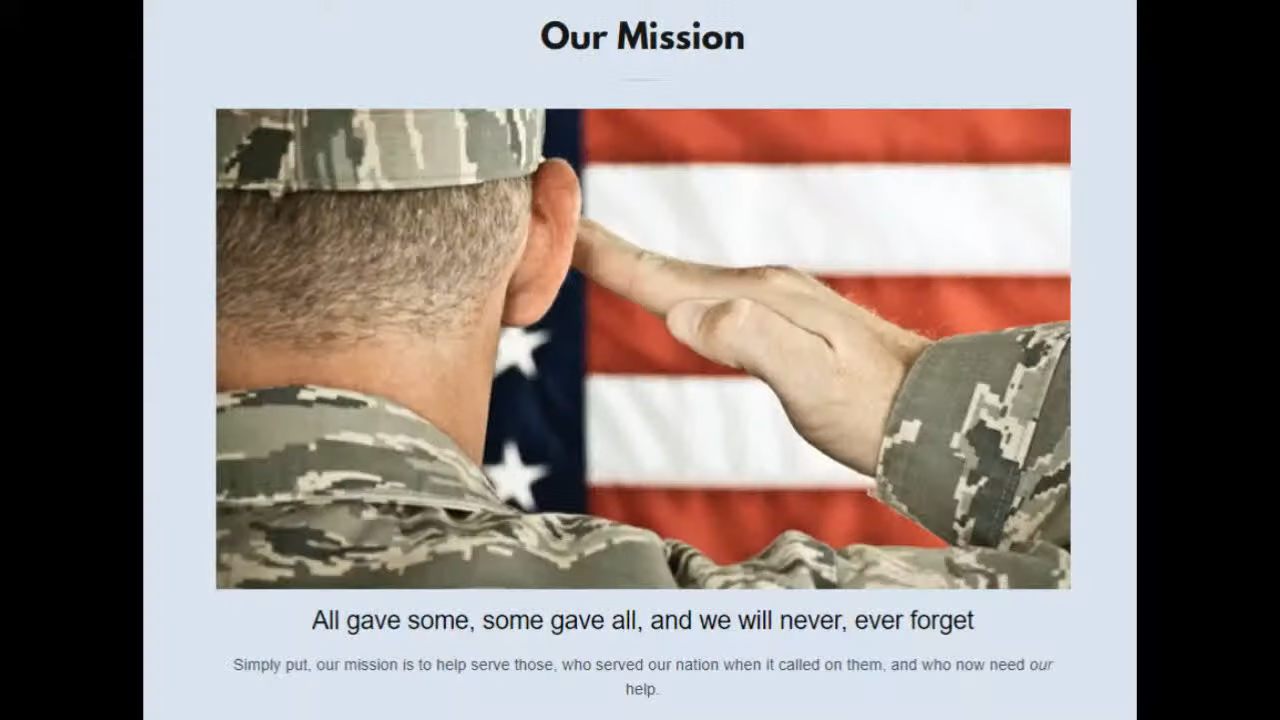 Our Mission
All gave some, some gave all, and we will never, ever forget
Simply put, our mission is to help serve those, who served our nation when it called on them, and who now need our
help.